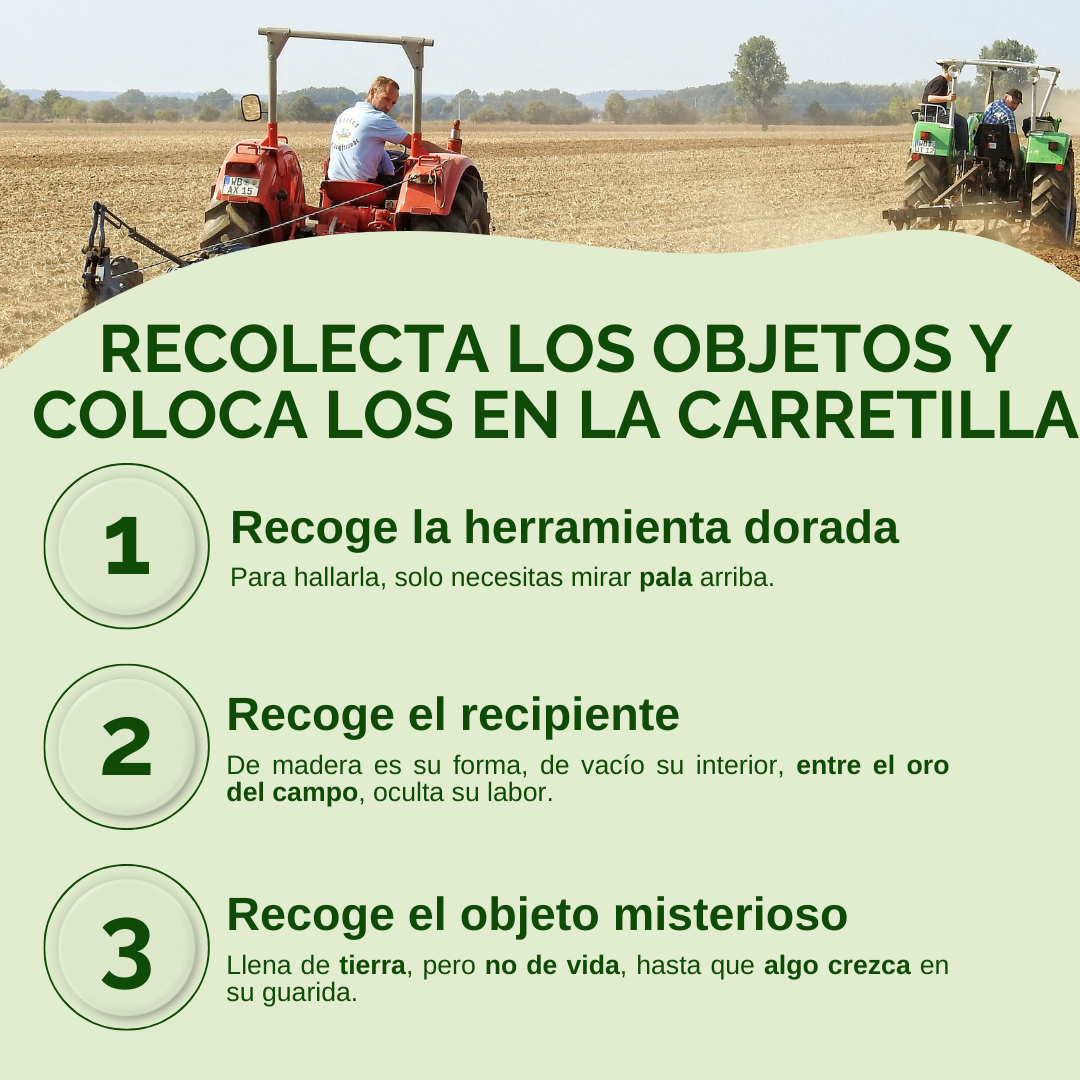 WB AX 15
RECOLECTA LOS OBJETOS Y
COLOCA LOS EN LA CARRETILLA
1
Recoge la herramienta dorada
Para hallarla, solo necesitas mirar pala arriba.
2
Recoge el recipiente
De madera es su forma, de vacío su interior, entre el oro
del campo, oculta su labor.
3
Recoge el objeto misterioso
Llena de tierra, pero no de vida, hasta que algo crezca en
su guarida.